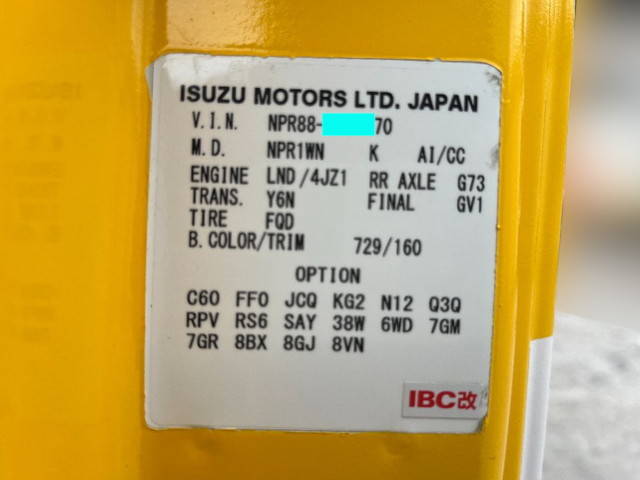 ISUZU MOTORS LTD. JAPAN
V.I.N. NPR88- 70
M.D. NPR1WN K AI/CC
ENGINE LND/4JZ1 RR AXLE G73
TRANS. Y6N FINAL GV1
TIRE FQD
B.COLOR/TRIM 729/160
OPTION
C60 FF0 JCQ KG2 N12 Q3Q
RPV RS6 SAY 38W 6WD 7GM
7GR 8BX 8GJ 8VN
IBC改